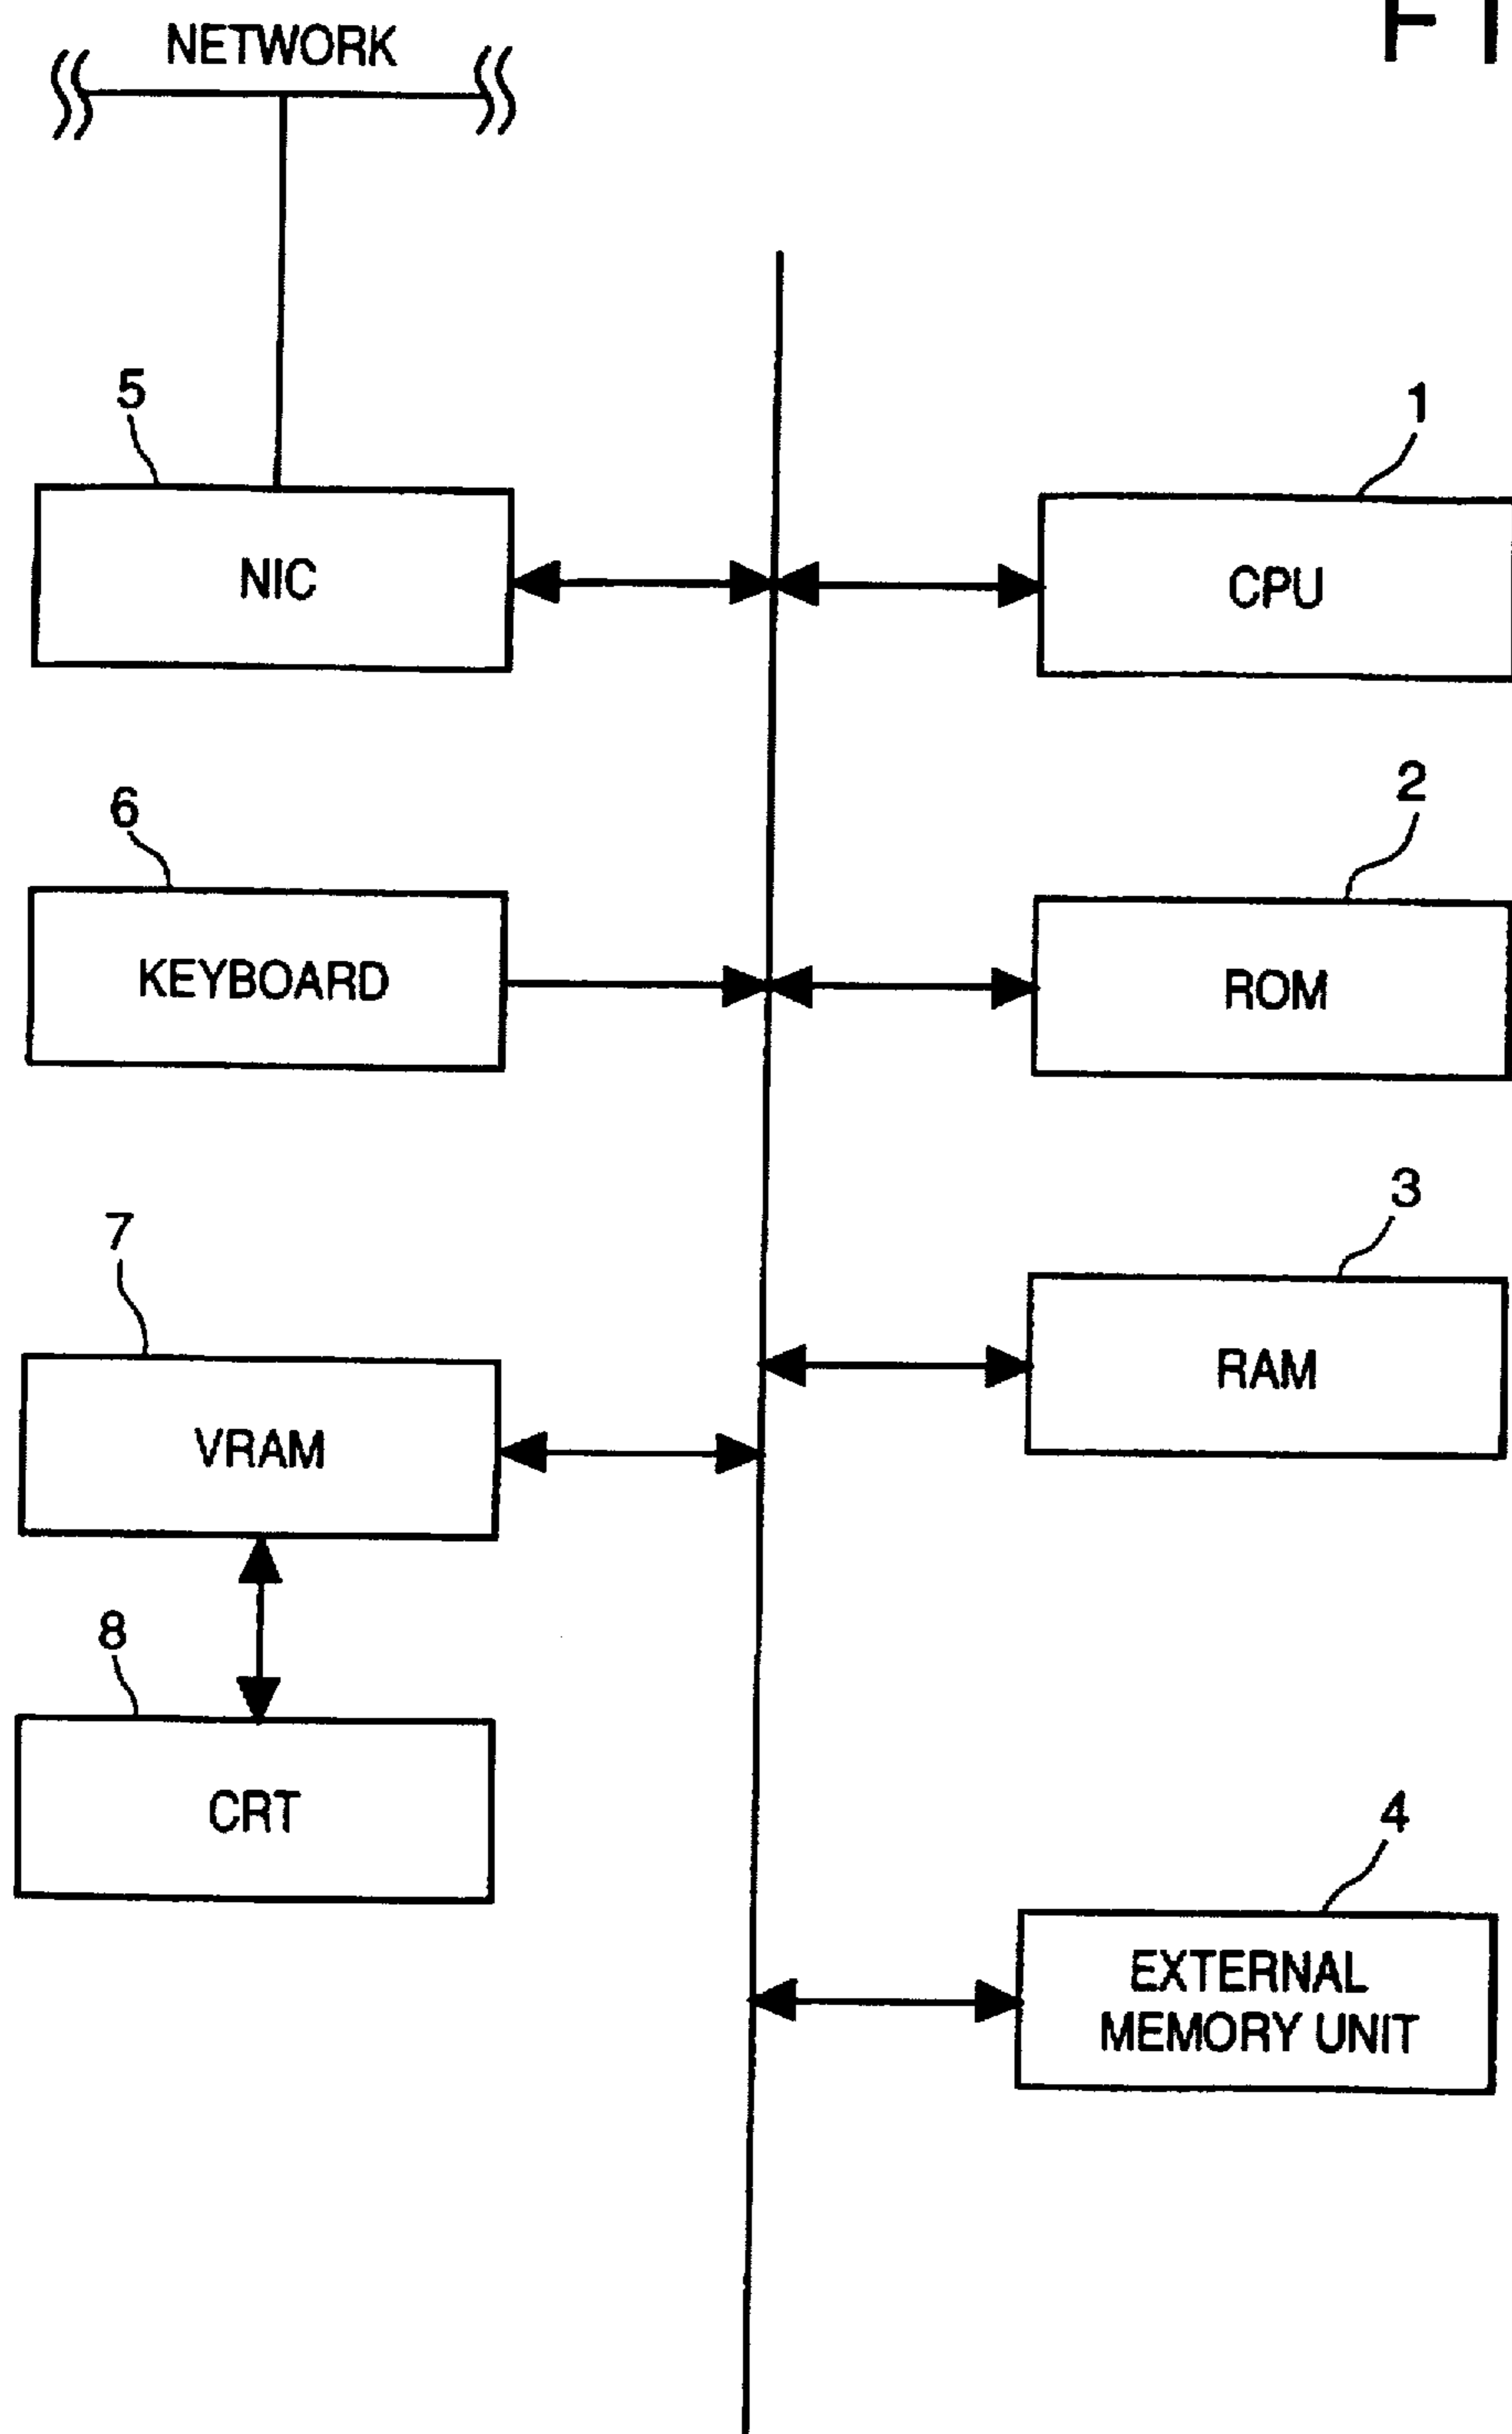 FI
NETWORK
5
NIC
1
CPU
6
KEYBOARD
2
ROM
7
VRAM
3
RAM
8
CRT
4
EXTERNAL
MEMORY UNIT